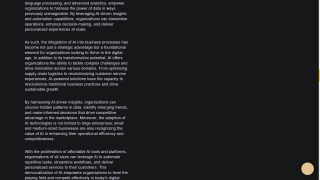 language processing, and advanced analytics, empower
organizations to harness the power of data in ways
previously unimaginable. By leveraging AI-driven insights
and automation capabilities, organizations can streamline
operations, enhance decision-making, and deliver
personalized experiences at scale.
As such, the integration of AI into business processes has
become not just a strategic advantage but a foundational
element for organizations looking to thrive in the digital
age. In addition to its transformative potential, AI offers
organizations the ability to tackle complex challenges and
drive innovation across various domains. From optimizing
supply chain logistics to revolutionizing customer service
experiences, AI-powered solutions have the capacity to
revolutionize traditional business practices and drive
sustainable growth.
By harnessing AI-driven insights, organizations can
uncover hidden patterns in data, identify emerging trends,
and make informed decisions that drive competitive
advantage in the marketplace. Moreover, the adoption of
AI technologies is not limited to large enterprises; small
and medium-sized businesses are also recognizing the
value of AI in enhancing their operational efficiency and
competitiveness.
With the proliferation of affordable AI tools and platforms,
organizations of all sizes can leverage AI to automate
repetitive tasks, streamline workflows, and deliver
personalized services to their customers. This
democratization of AI empowers organizations to level the
playing field and compete effectively in today's digital